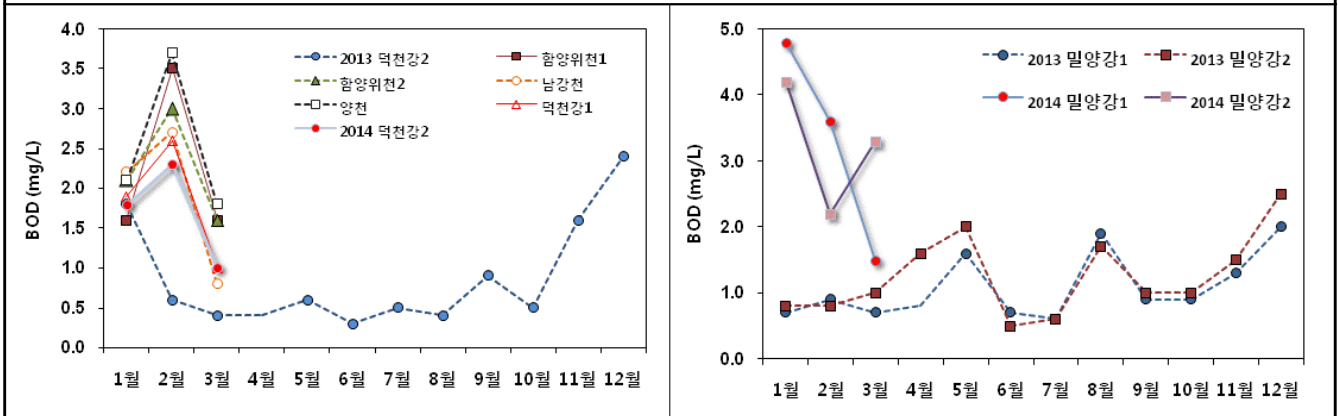 BOD (mg/L)
4.0
3.5
3.0
2.5
2.0
1.5
1.0
0.5
0.0
2013 덕천강2
함양위천1
함양위천2
남강천
양천
덕천강1
2014 덕천강2
1월 2월 3월 4월 5월 6월 7월 8월 9월 10월 11월 12월
BOD (mg/L)
5.0
4.0
3.0
2.0
1.0
0.0
2013 밀양강1
2013 밀양강2
2014 밀양강1
2014 밀양강2
1월 2월 3월 4월 5월 6월 7월 8월 9월 10월 11월 12월